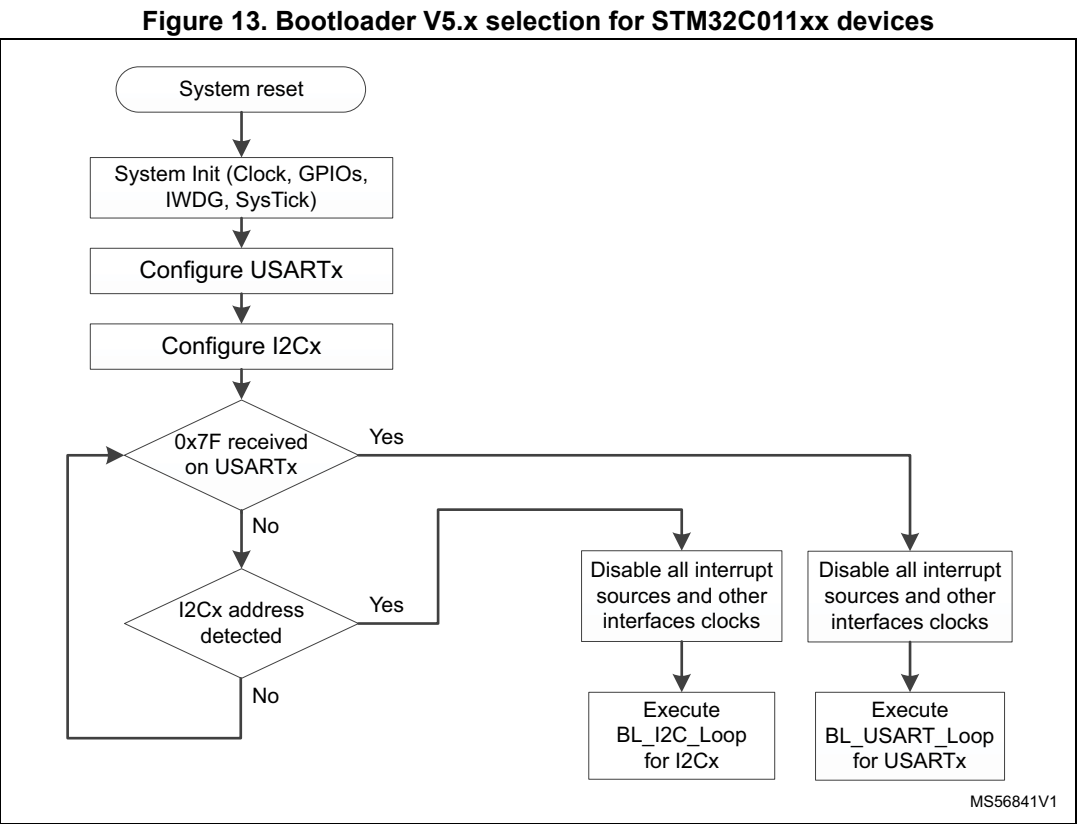 Figure 13. Bootloader V5.x selection for STM32C011xx devices
System reset
System Init (Clock, GPIOs,
IWDG, SysTick)
Configure USARTx
Configure I2Cx
0x7F received
on USARTx
Yes
No
I2Cx address
detected
Yes
No
Disable all interrupt
sources and other
interfaces clocks
Execute
BL_I2C_Loop
for I2Cx
Disable all interrupt
sources and other
interfaces clocks
Execute
BL_USART_Loop
for USARTx
MS56841V1